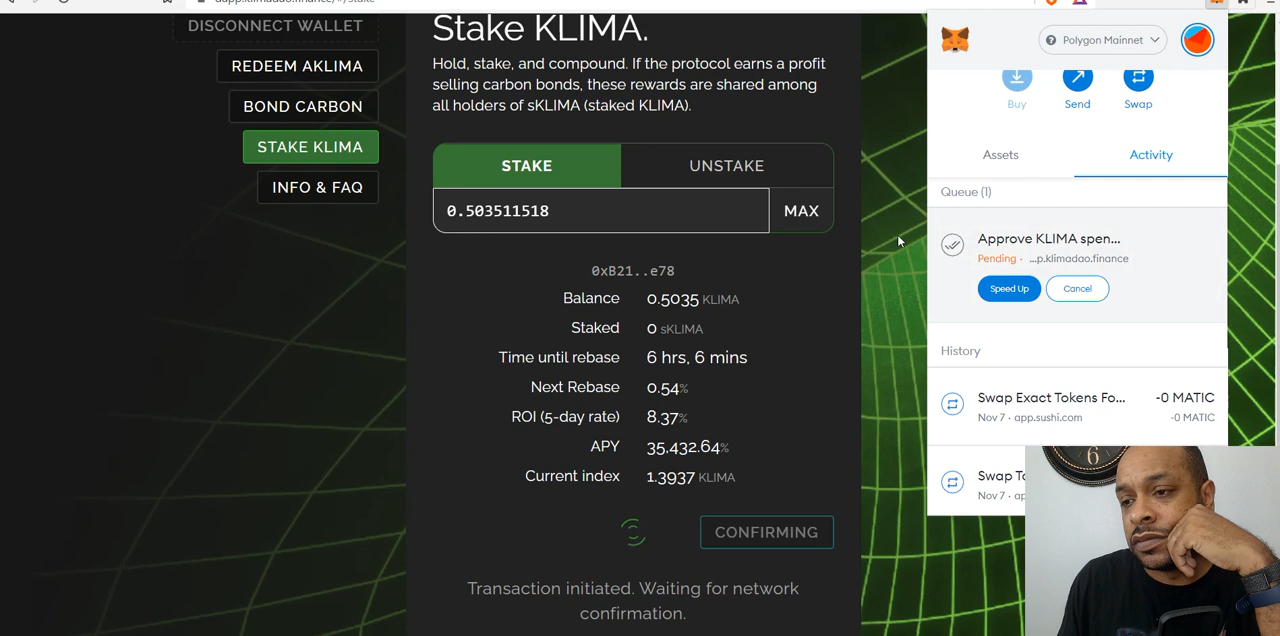 DISCONNECT WALLET
REDEEM AKLIMA
BOND CARBON
STAKE KLIMA
INFO & FAQ
Stake KLIMA.
Hold, stake, and compound. If the protocol earns a profit
selling carbon bonds, these rewards are shared among
all holders of sKLIMA (staked KLIMA).
STAKE UNSTAKE
0.503511518 MAX
0xB21..e78
Balance 0.5035 KLIMA
Staked 0 sKLIMA
Time until rebase 6 hrs, 6 mins
Next Rebase 0.54%
ROI (5-day rate) 8.37%
APY 35,432.64%
Current index 1.3937 KLIMA
CONFIRMING
Transaction initiated. Waiting for network
confirmation.
Polygon Mainnet
Buy Send Swap
Assets Activity
Queue (1)
Approve KLIMA spen...
Pending · ...p.klimadao.finance
Speed Up Cancel
History
Swap Exact Tokens Fo... -0 MATIC
Nov 7 · app.sushi.com -0 MATIC
Swap
Nov 7
6